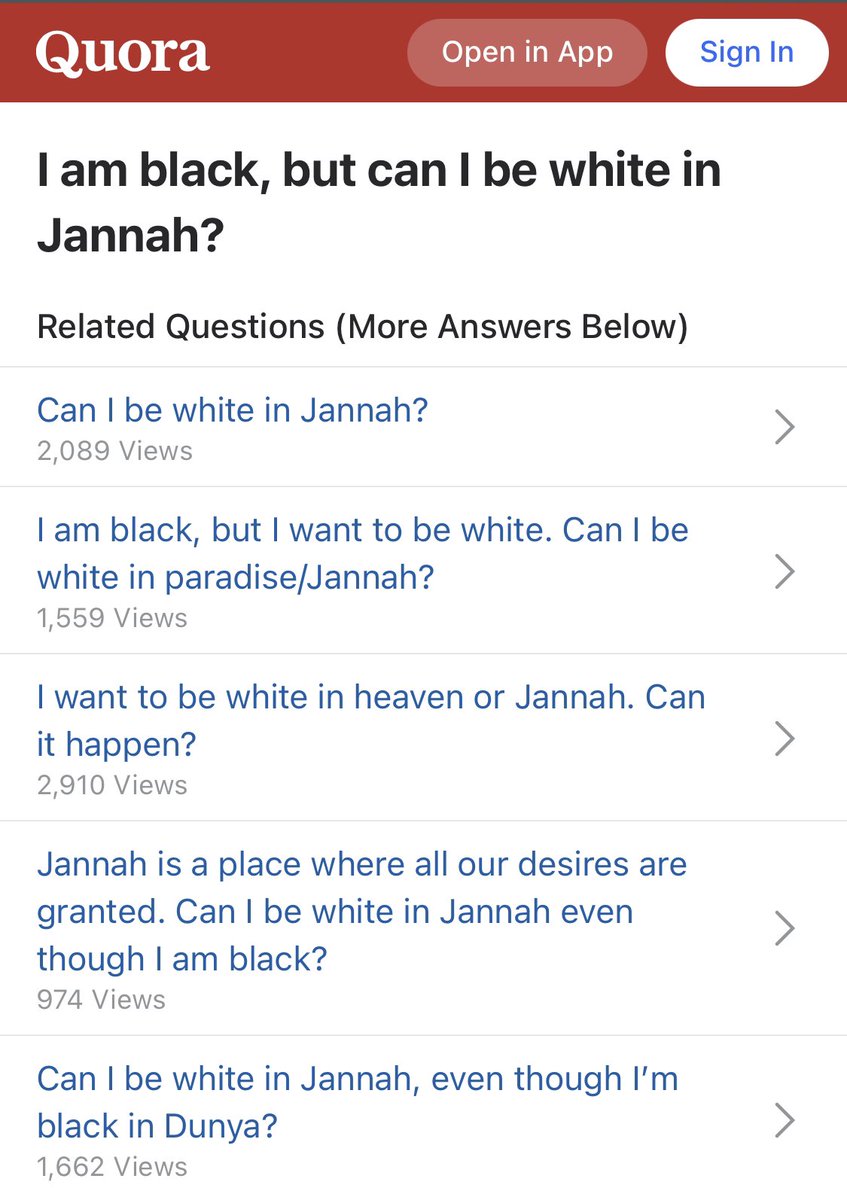 Quora
Open in App
Sign In
I am black, but can I be white in
Jannah?
Related Questions (More Answers Below)
Can I be white in Jannah?
2,089 Views
I am black, but I want to be white. Can I be
white in paradise/Jannah?
1,559 Views
I want to be white in heaven or Jannah. Can
it happen?
2,910 Views
Jannah is a place where all our desires are
granted. Can I be white in Jannah even
though I am black?
974 Views
Can I be white in Jannah, even though I’m
black in Dunya?
1,662 Views